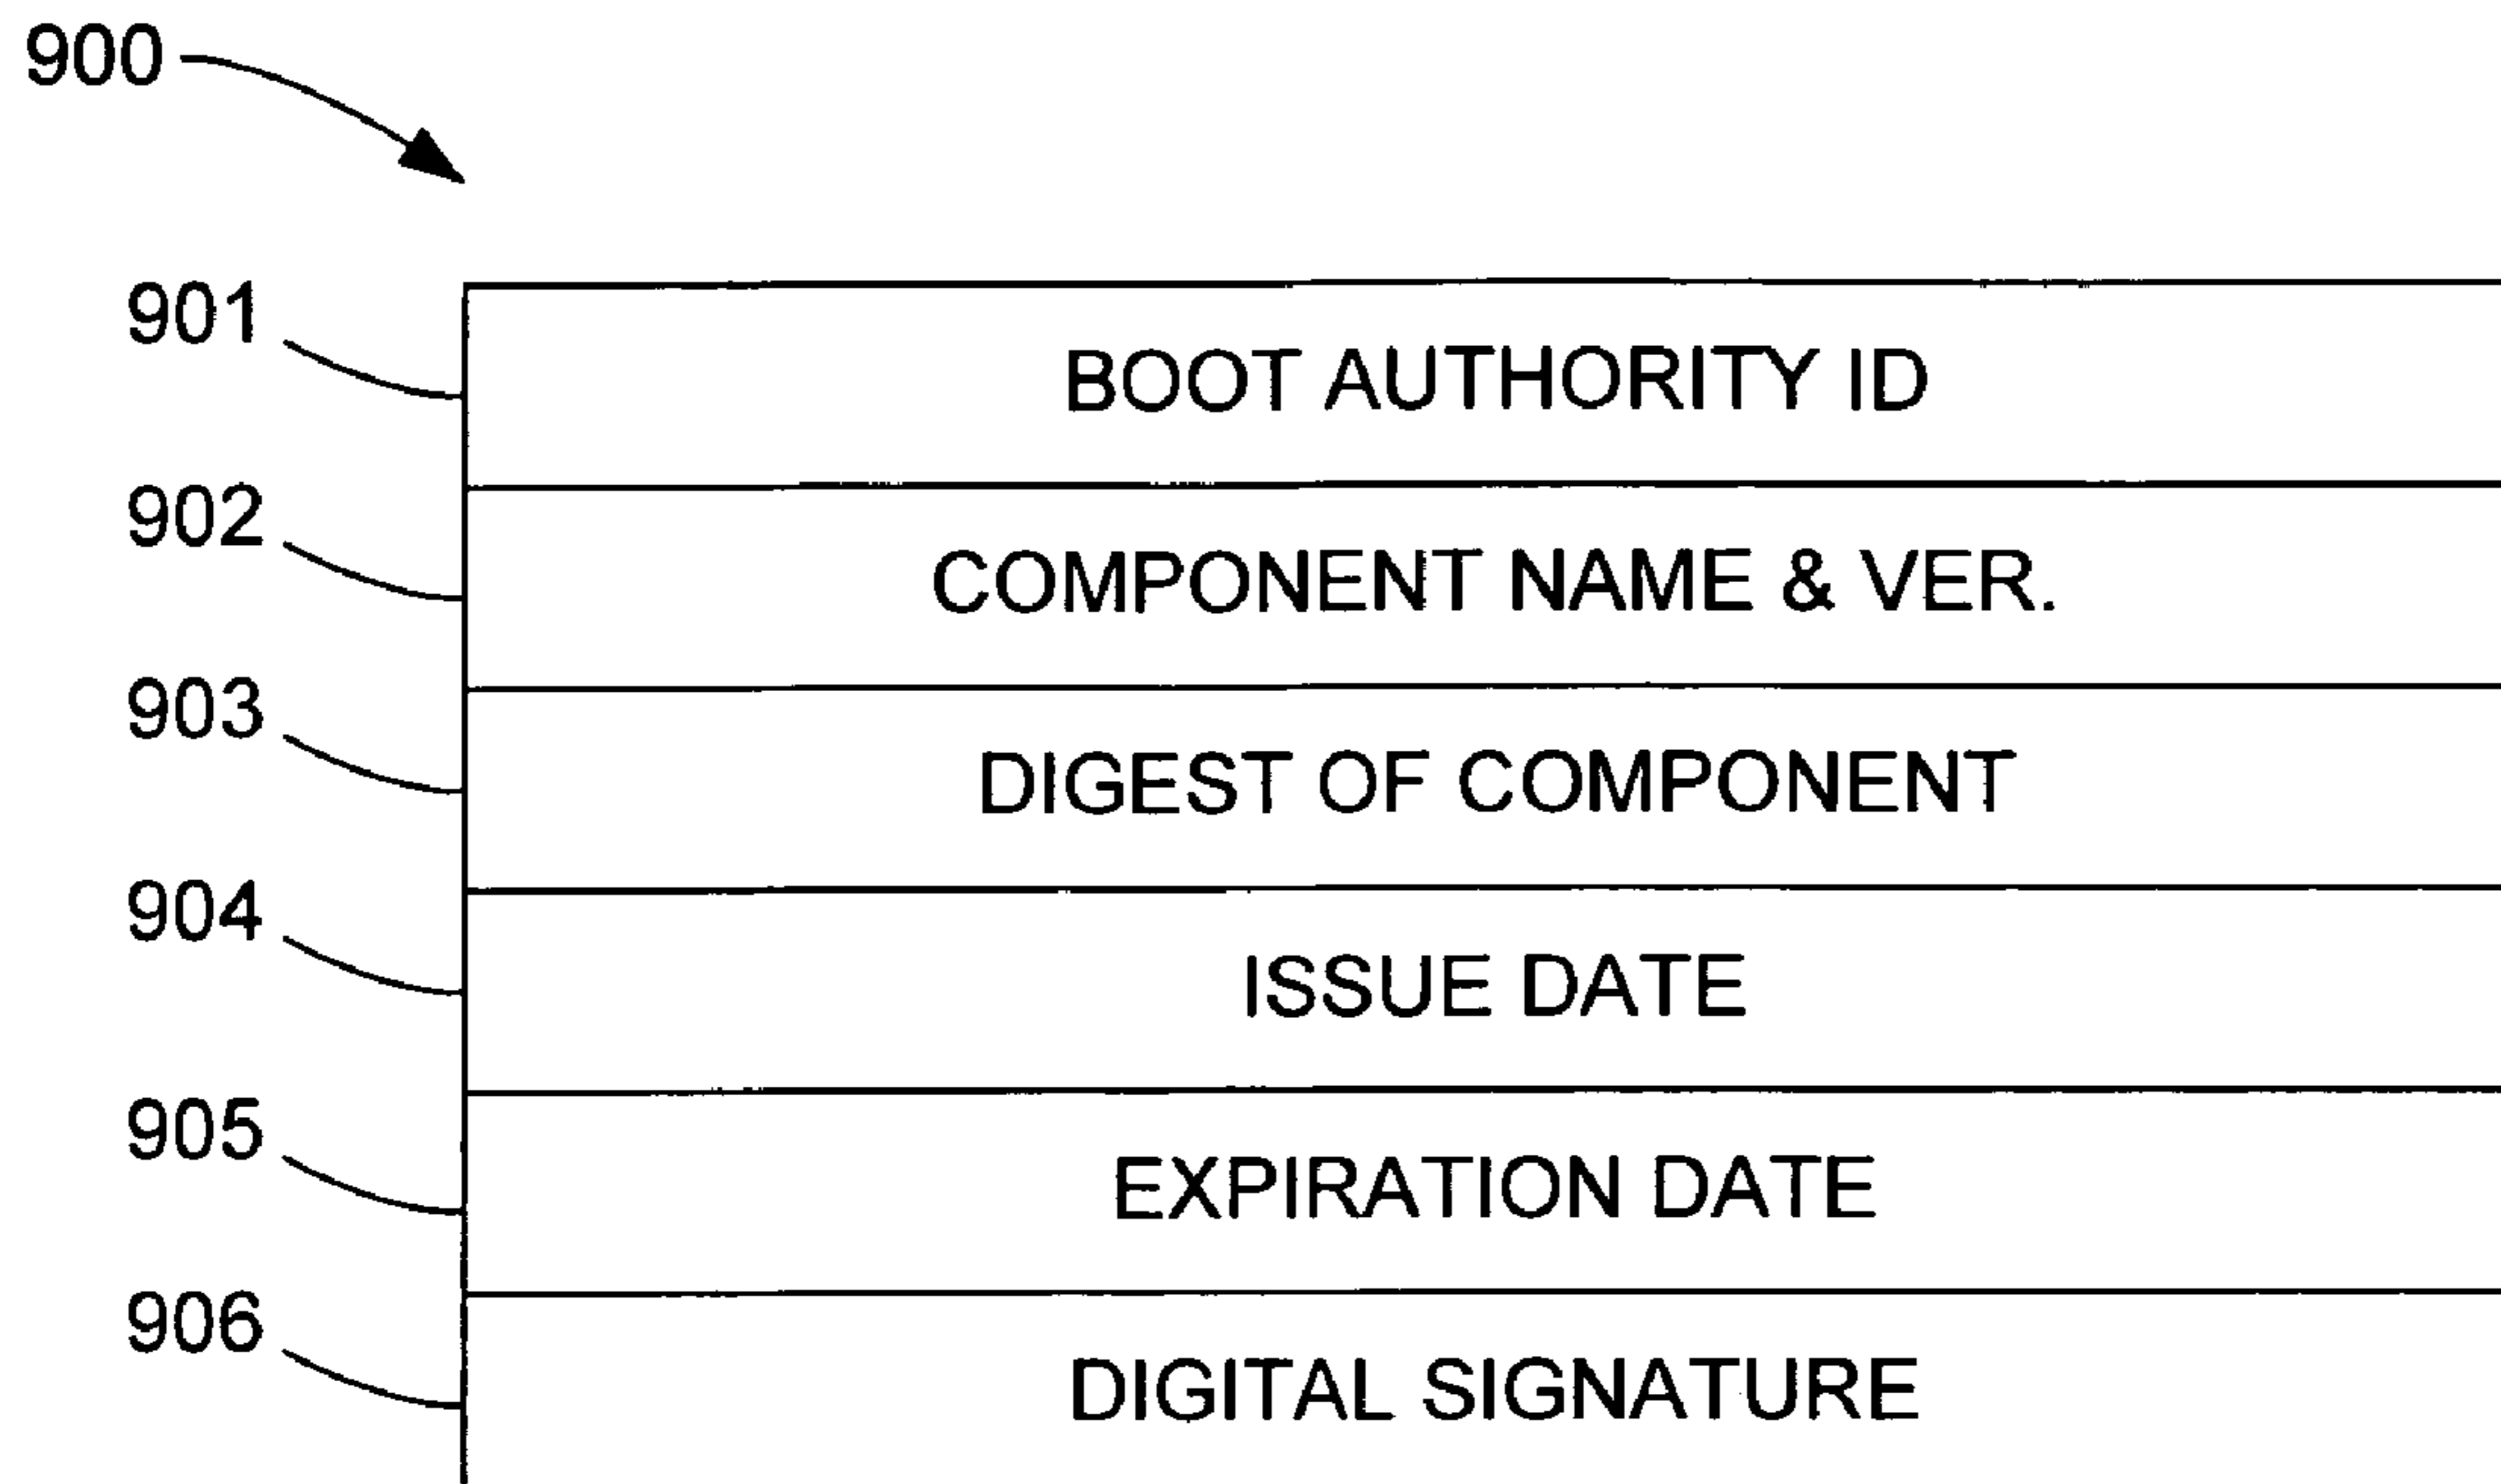 900
901 BOOT AUTHORITY ID
902 COMPONENT NAME & VER.
903 DIGEST OF COMPONENT
904 ISSUE DATE
905 EXPIRATION DATE
906 DIGITAL SIGNATURE